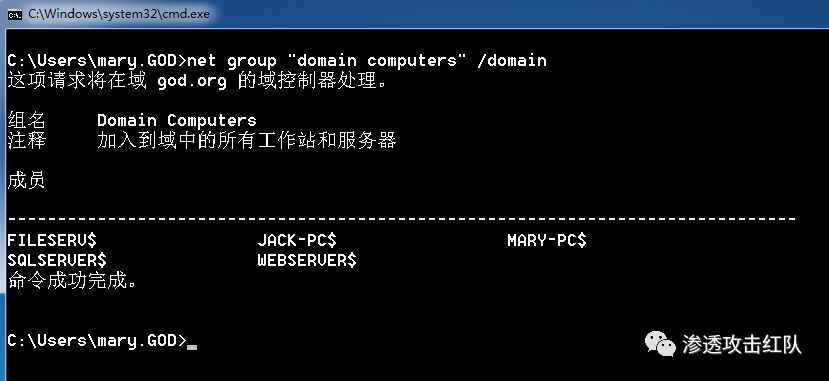 C:\Windows\system32\cmd.exe
C:\Users\mary.GOD>net group "domain computers" /domain
这项请求将在域 god.org 的域控制器处理。
组名     Domain Computers
注释     加入到域中的所有工作站和服务器
成员
-------------------------------------------------------------------------------
FILESERV$                JACK-PC$                 MARY-PC$
SQLSERVER$               WEBSERVER$
命令成功完成。
C:\Users\mary.GOD>_
渗透攻击红队